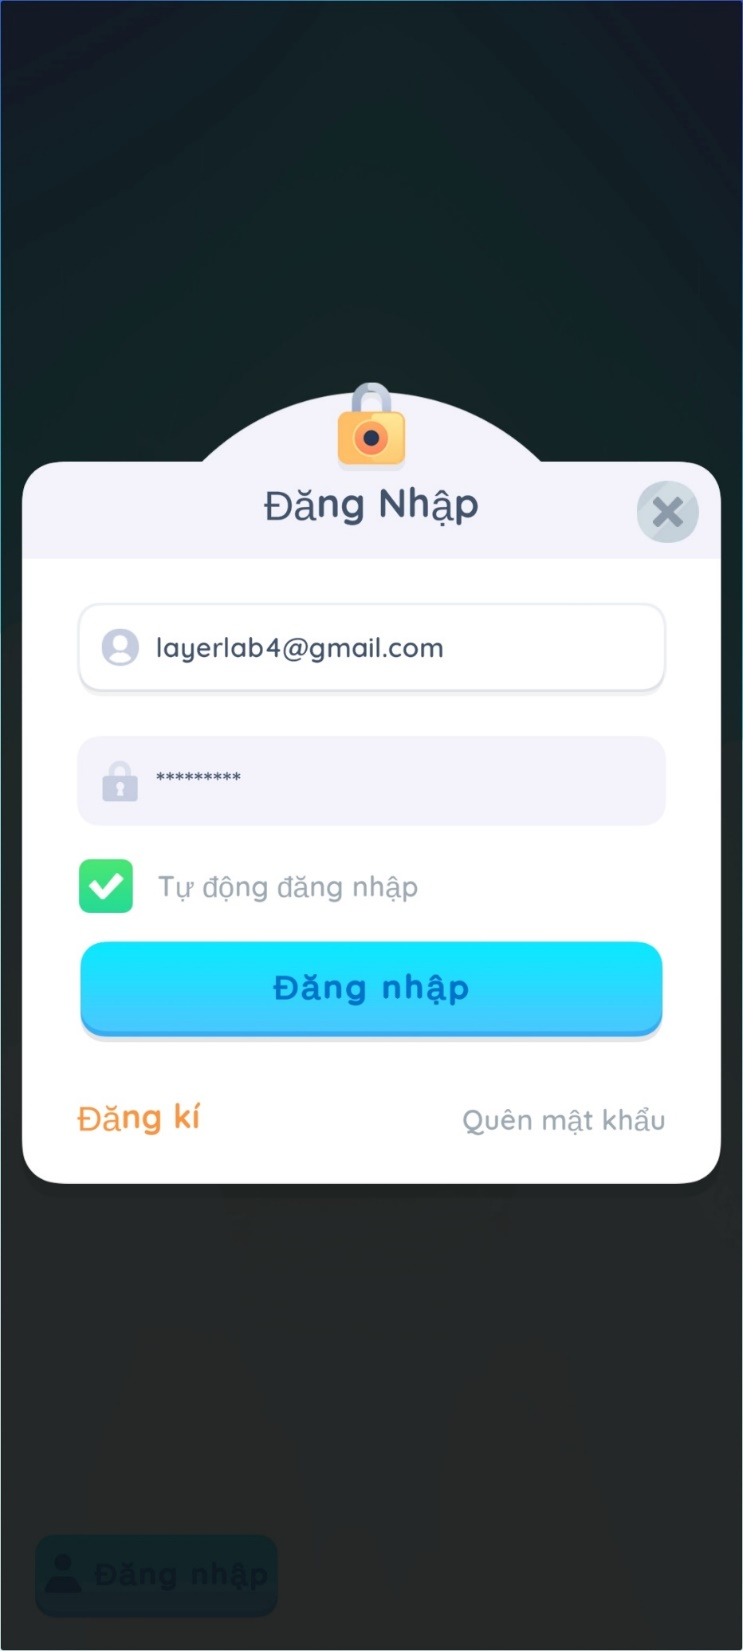 Đăng Nhập
layerlab4@gmail.com
*********
Tự động đăng nhập
Đăng nhập
Đăng kí
Quên mật khẩu
Đăng nhập